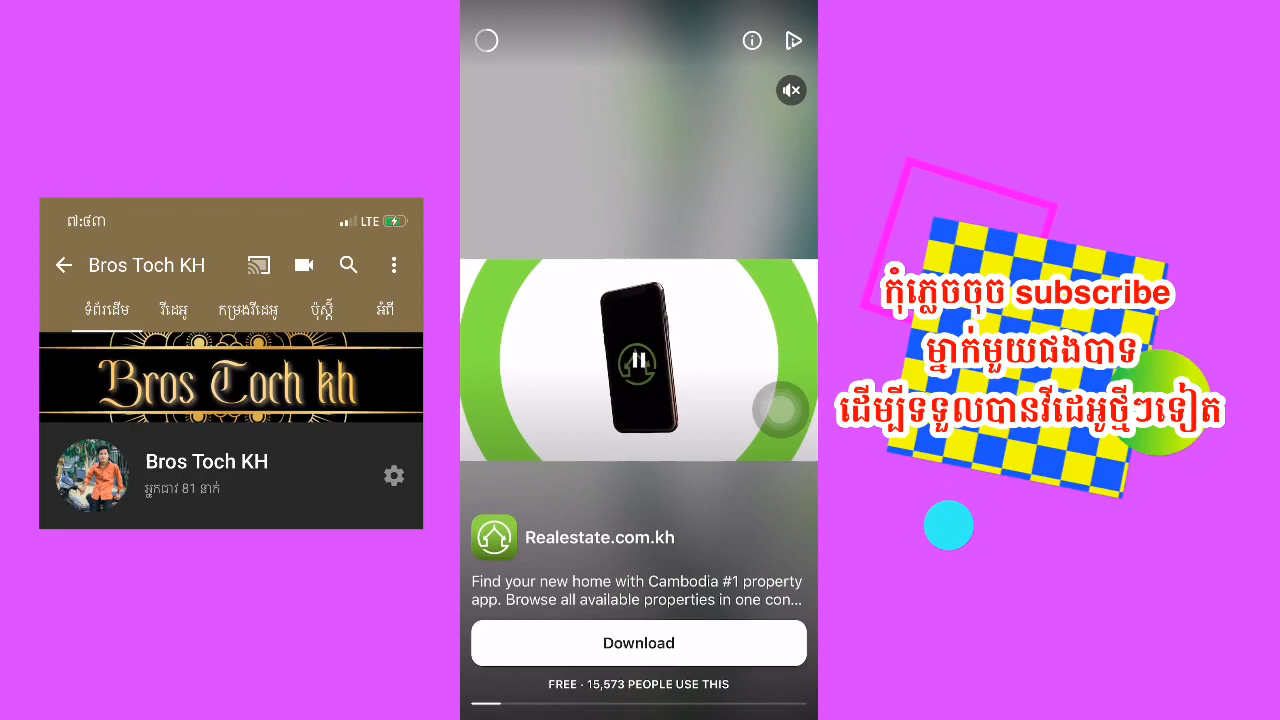 ៧:៤៣
LTE
Bros Toch KH
ទំព័រដើម វីដេអូ កម្រងវីដេអូ ប៉ុស្តិ៍ អំពី
Bros Toch kh
Bros Toch KH
អ្នកជាវ 81 នាក់
Realestate.com.kh
Find your new home with Cambodia #1 property
app. Browse all available properties in one con...
Download
FREE · 15,573 PEOPLE USE THIS
កុំភ្លេចចុច subscribe
ម្នាក់មួយផងបាទ
ដើម្បីទទួលបានវីដេអូថ្មីៗទៀត